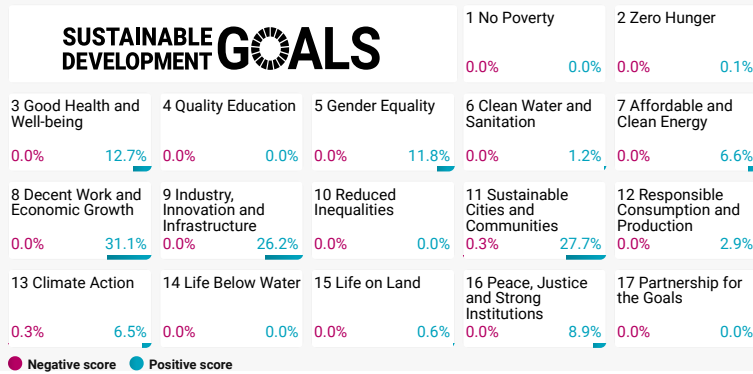 SUSTAINABLE
DEVELOPMENT
GOALS
1 No Poverty
0.0% 0.0%
2 Zero Hunger
0.0% 0.1%
3 Good Health and
Well-being
0.0% 12.7%
4 Quality Education
0.0% 0.0%
5 Gender Equality
0.0% 11.8%
6 Clean Water and
Sanitation
0.0% 1.2%
7 Affordable and
Clean Energy
0.0% 6.6%
8 Decent Work and
Economic Growth
0.0% 31.1%
9 Industry,
Innovation and
Infrastructure
0.0% 26.2%
10 Reduced
Inequalities
0.0% 0.0%
11 Sustainable
Cities and
Communities
0.3% 27.7%
12 Responsible
Consumption and
Production
0.0% 2.9%
13 Climate Action
0.3% 6.5%
14 Life Below Water
0.0% 0.0%
15 Life on Land
0.0% 0.6%
16 Peace, Justice
and Strong
Institutions
0.0% 8.9%
17 Partnership for
the Goals
0.0% 0.0%
Negative score Positive score